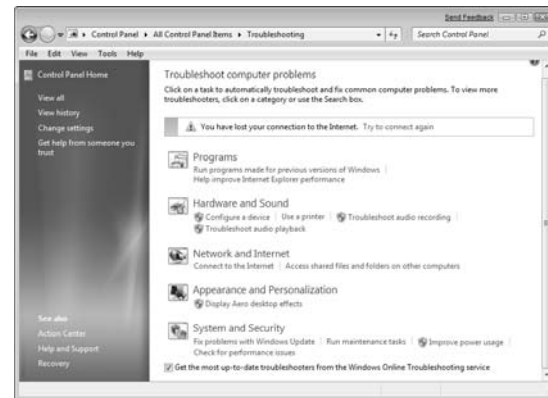 Send Feedback
Control Panel ▸ All Control Panel Items ▸ Troubleshooting
Search Control Panel
File Edit View Tools Help
Control Panel Home
View all
View history
Change settings
Get help from someone you
trust
See also
Action Center
Help and Support
Recovery
Troubleshoot computer problems
Click on a task to automatically troubleshoot and fix common computer problems. To view more
troubleshooters, click on a category or use the Search box.
You have lost your connection to the Internet. Try to connect again
Programs
Run programs made for previous versions of Windows
Help improve Internet Explorer performance
Hardware and Sound
Configure a device Use a printer Troubleshoot audio recording
Troubleshoot audio playback
Network and Internet
Connect to the Internet Access shared files and folders on other computers
Appearance and Personalization
Display Aero desktop effects
System and Security
Fix problems with Windows Update Run maintenance tasks Improve power usage
Check for performance issues
Get the most up-to-date troubleshooters from the Windows Online Troubleshooting service